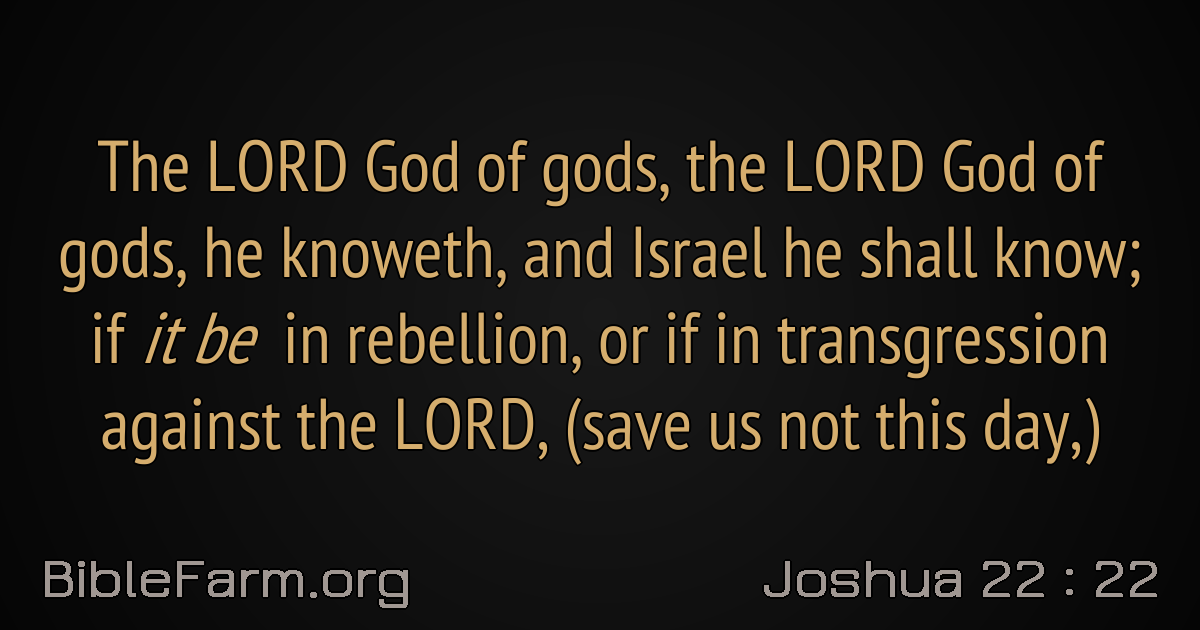 The LORD God of gods, the LORD God of
gods, he knoweth, and Israel he shall know;
if it be in rebellion, or if in transgression
against the LORD, (save us not this day,)
BibleFarm.org
Joshua 22 : 22